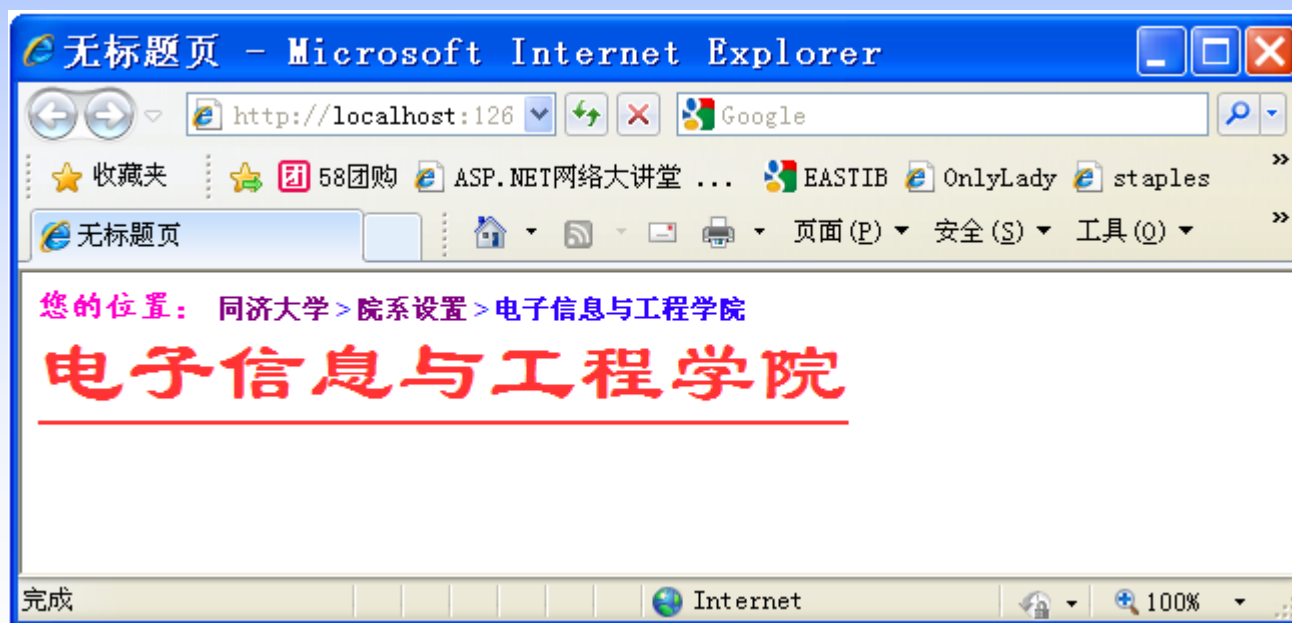 无标题页 - Microsoft Internet Explorer
http://localhost:126 Google
收藏夹 团 58团购 ASP.NET网络大讲堂 ... EASTIB OnlyLady staples »
无标题页 页面(P) 安全(S) 工具(O) »
您的位置： 同济大学 > 院系设置 > 电子信息与工程学院
电子信息与工程学院
完成 Internet 100%